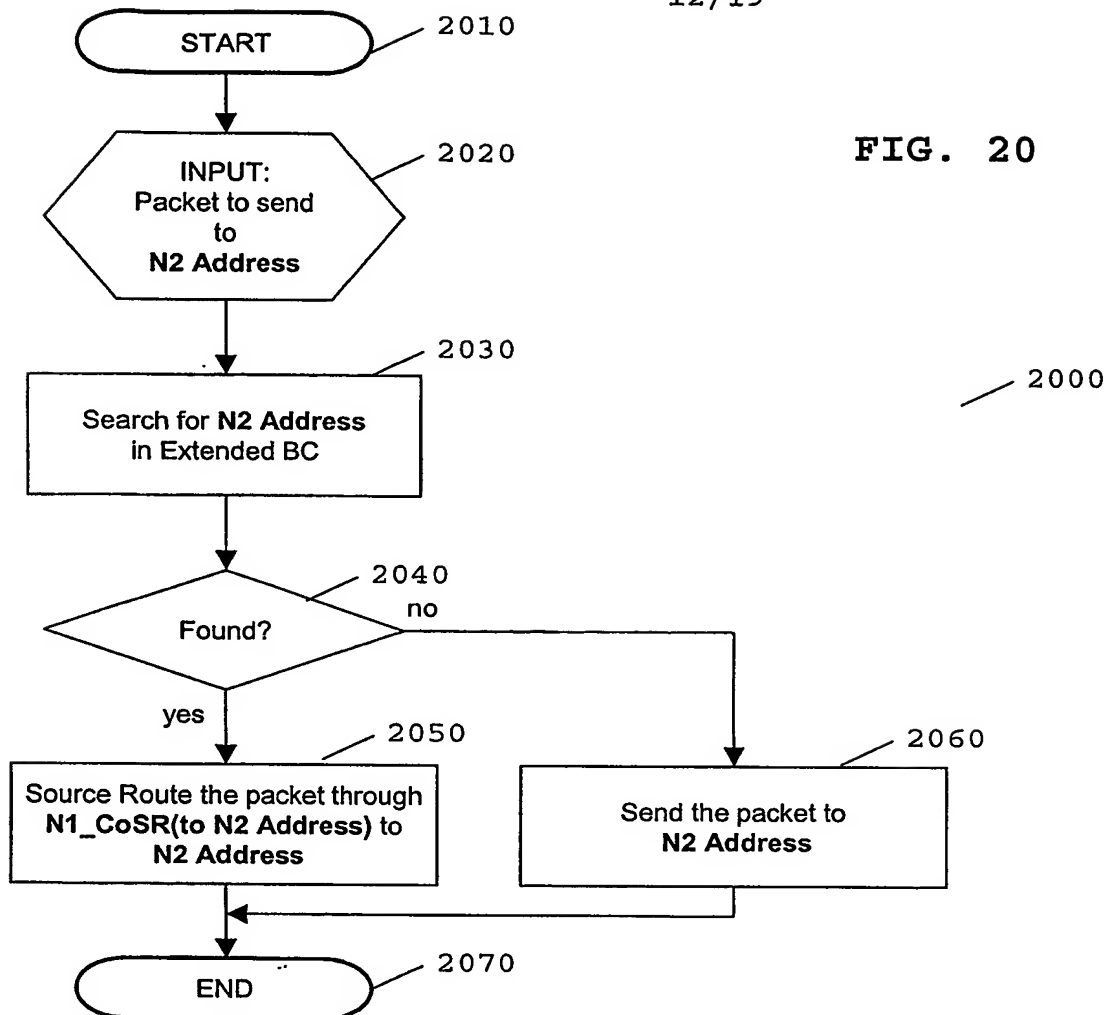 12/19
START
2010
INPUT:
Packet to send
to
N2 Address
2020
FIG. 20
2030
Search for N2 Address
in Extended BC
2000
2040
Found?
no
yes
2050
Source Route the packet through
N1_CoSR(to N2 Address) to
N2 Address
2060
Send the packet to
N2 Address
END
2070